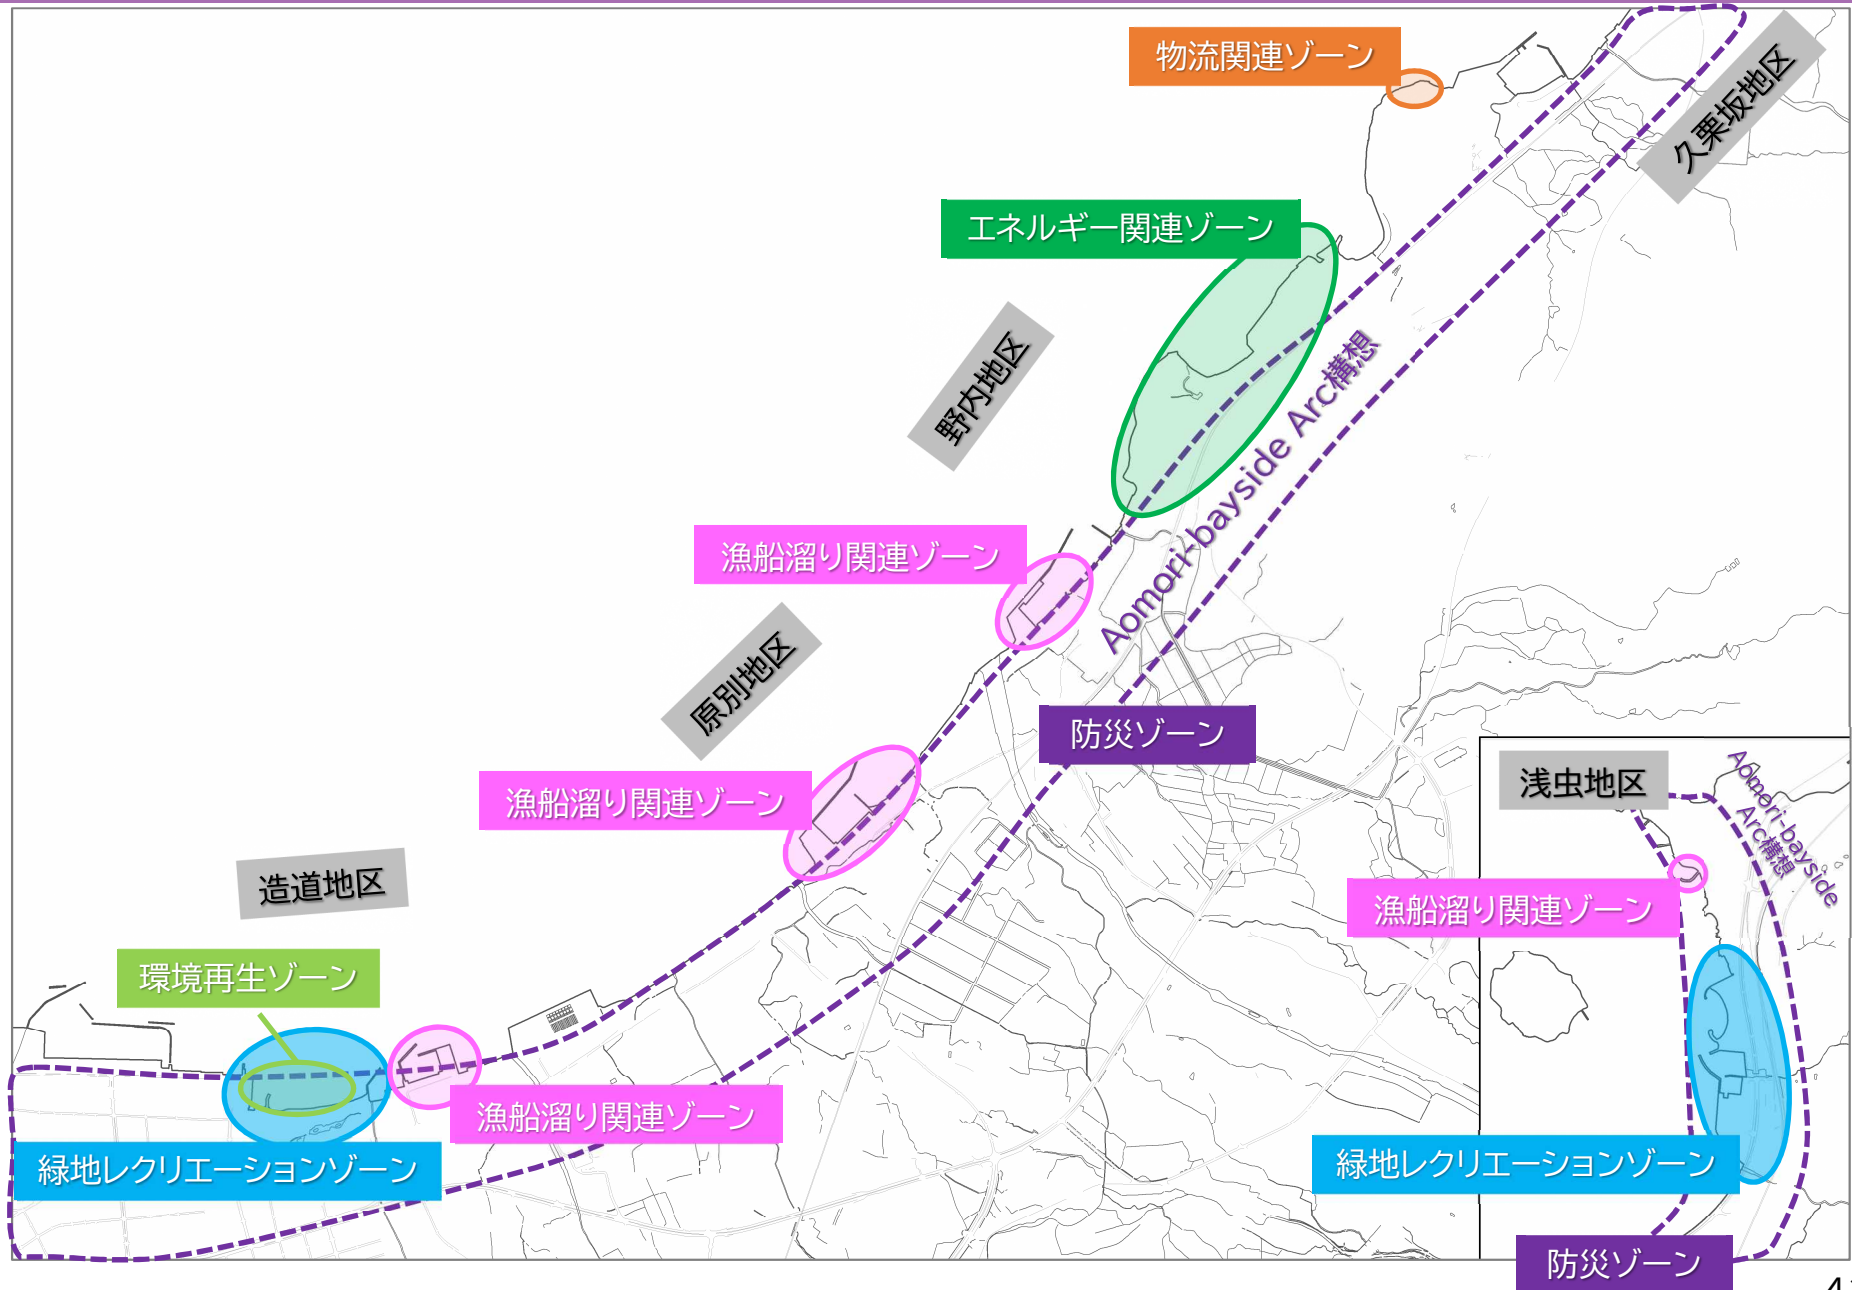 物流関連ゾーン
久栗坂地区
エネルギー関連ゾーン
野内地区
Aomori-bayside Arc構想
漁船溜り関連ゾーン
原別地区
防災ゾーン
漁船溜り関連ゾーン
浅虫地区
Aomori-bayside
Arc構想
造道地区
漁船溜り関連ゾーン
環境再生ゾーン
漁船溜り関連ゾーン
緑地レクリエーションゾーン
緑地レクリエーションゾーン
防災ゾーン